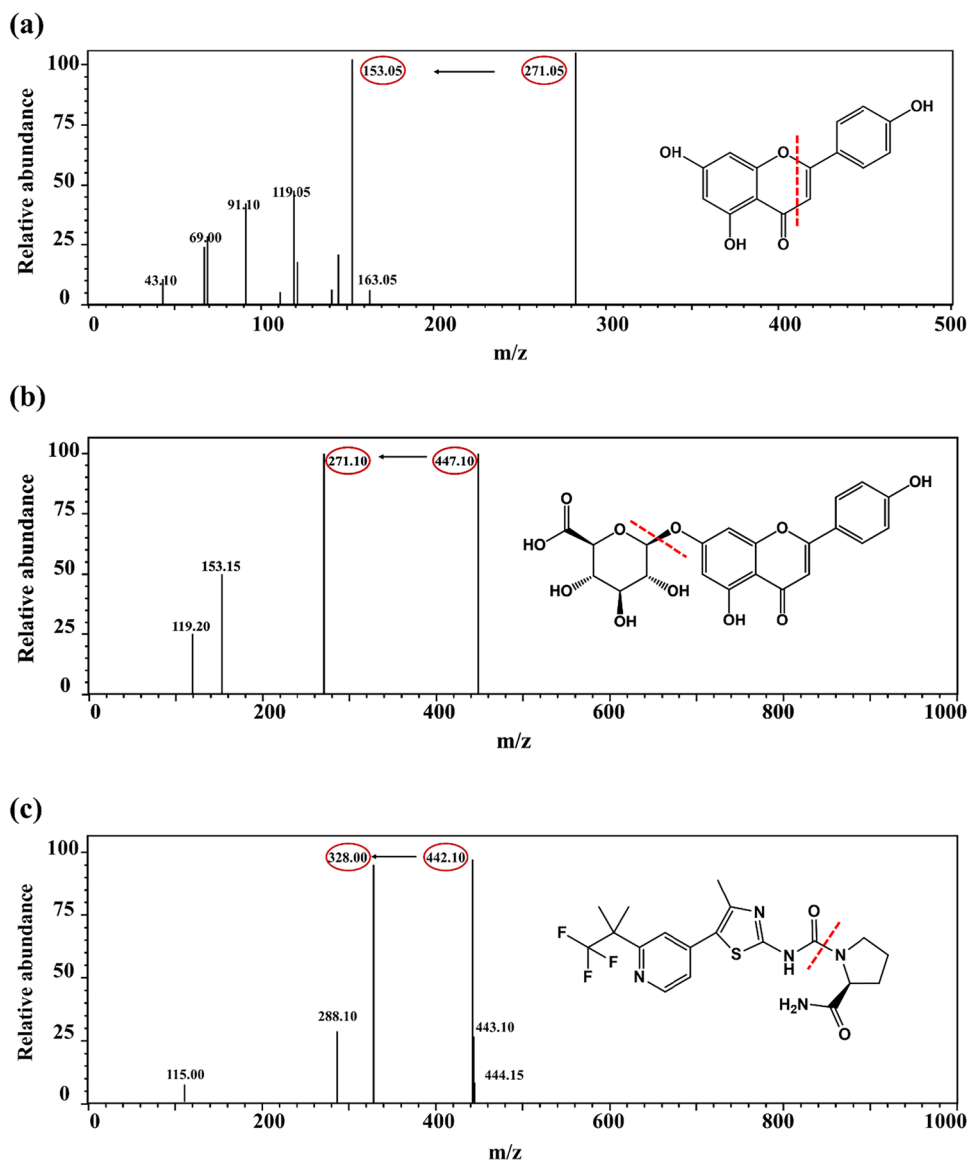 (a)
Relative abundance
100
75
50
25
0
153.05
271.05
119.05
91.10
69.00
43.10
163.05
OH
OH
O
OH
O
0
100
200
300
400
500
m/z
(b)
Relative abundance
100
75
50
25
0
271.10
447.10
153.15
119.20
OH
O
O
O
O
HO
HO
OH
OH
OH
O
0
200
400
600
800
1000
m/z
(c)
Relative abundance
100
75
50
25
0
328.00
442.10
288.10
443.10
115.00
444.15
F
F
F
N
N
S
N
H
O
N
H₂N
O
0
200
400
600
800
1000
m/z